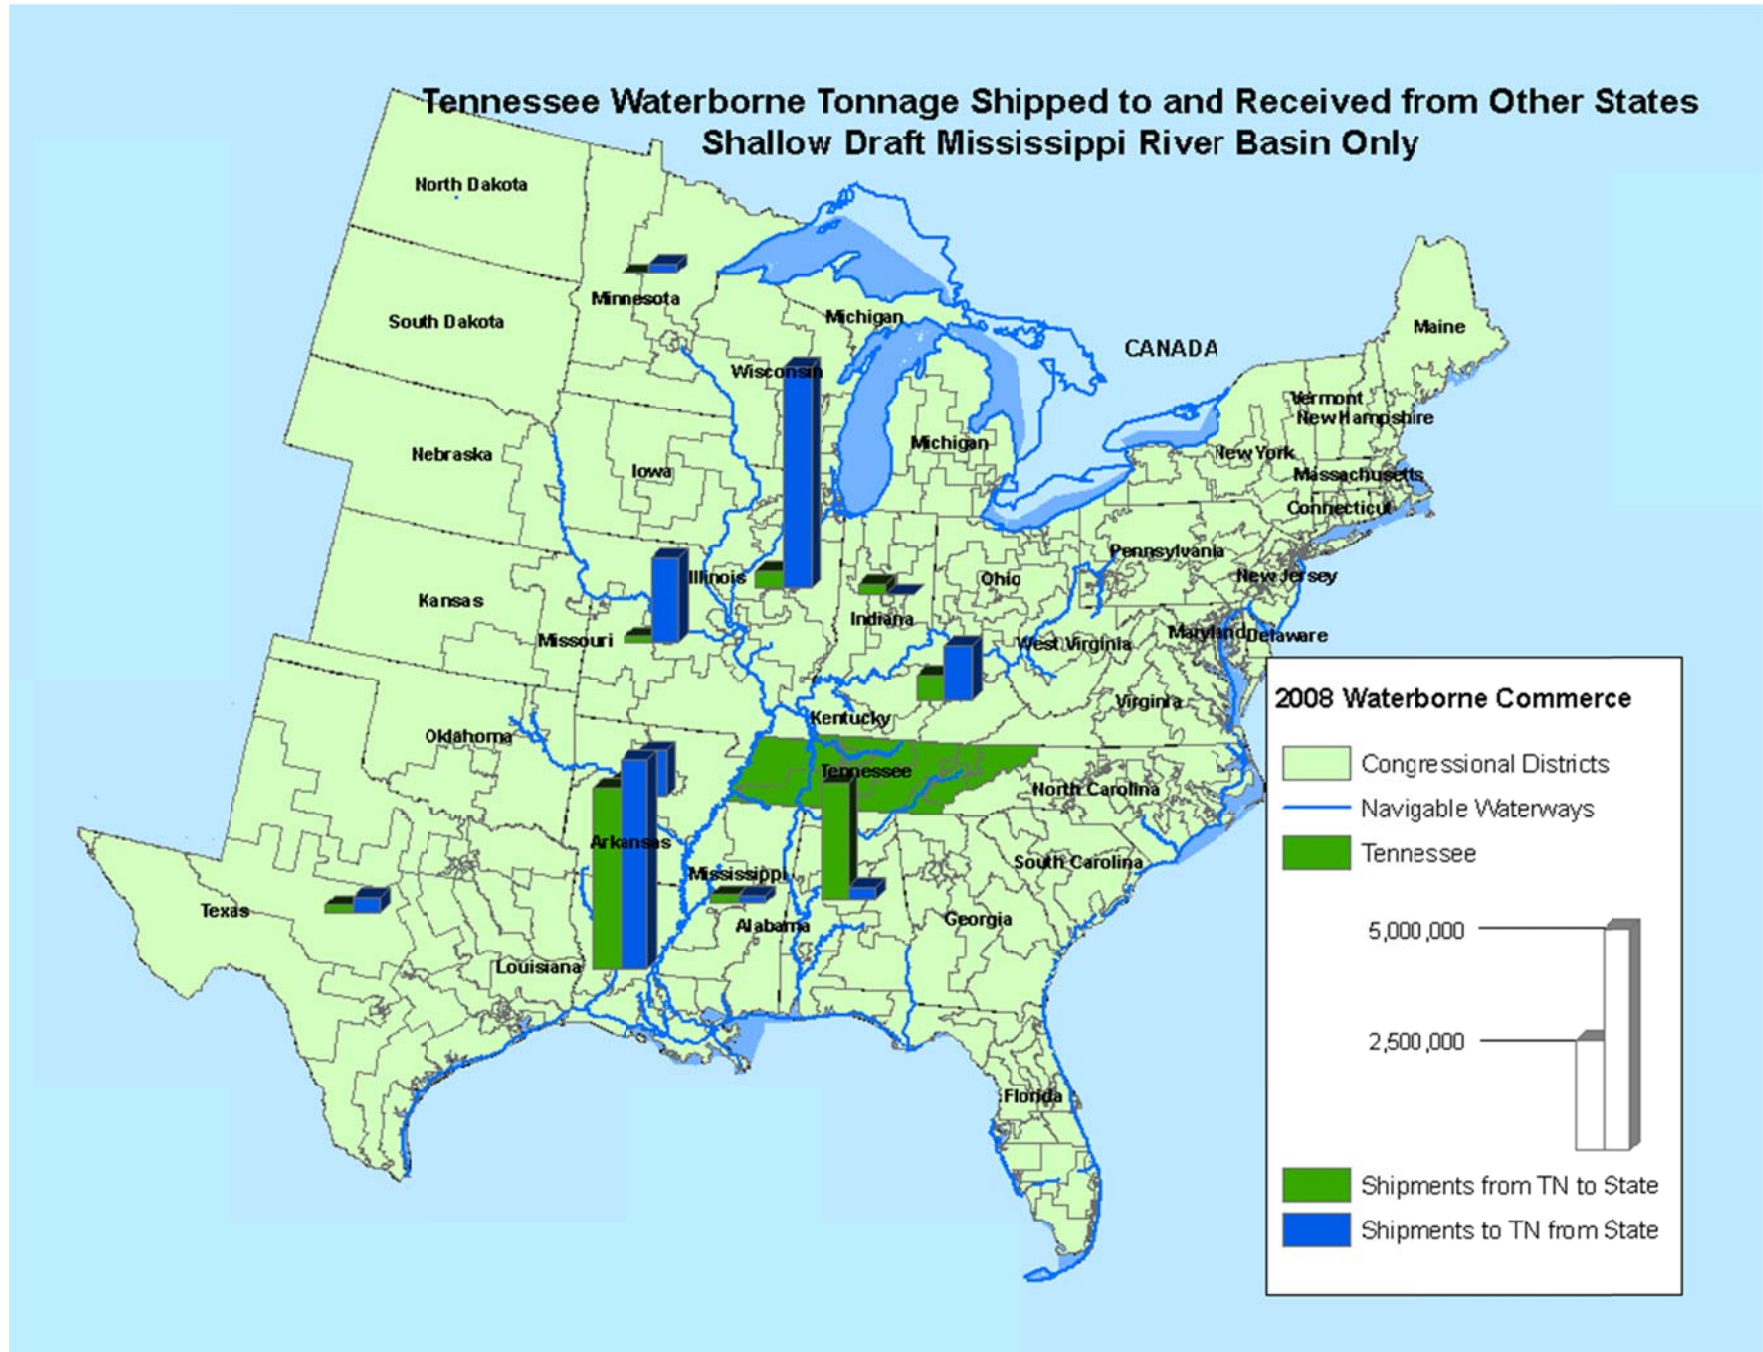 Tennessee Waterborne Tonnage Shipped to and Received from Other States
Shallow Draft Mississippi River Basin Only
North Dakota
Minnesota
South Dakota
Michigan
Maine
CANADA
Wisconsin
Vermont
New Hampshire
Michigan
Nebraska
New York
Iowa
Massachusetts
Connecticut
Pennsylvania
Illinois
Ohio
New Jersey
Kansas
Indiana
Missouri
West Virginia
Maryland
Delaware
Virginia
Kentucky
Oklahoma
Tennessee
North Carolina
Arkansas
South Carolina
Mississippi
Texas
Georgia
Alabama
Louisiana
Florida
2008 Waterborne Commerce
Congressional Districts
Navigable Waterways
Tennessee
5,000,000
2,500,000
Shipments from TN to State
Shipments to TN from State